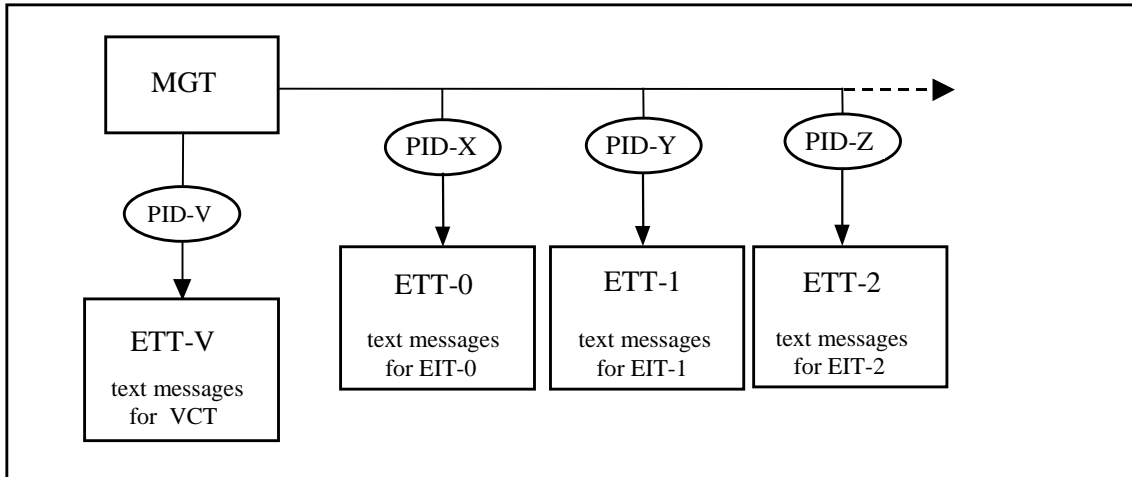 MGT
PID-X
PID-Y
PID-Z
PID-V
ETT-0
text messages
for EIT-0
ETT-1
text messages
for EIT-1
ETT-2
text messages
for EIT-2
ETT-V
text messages
for VCT